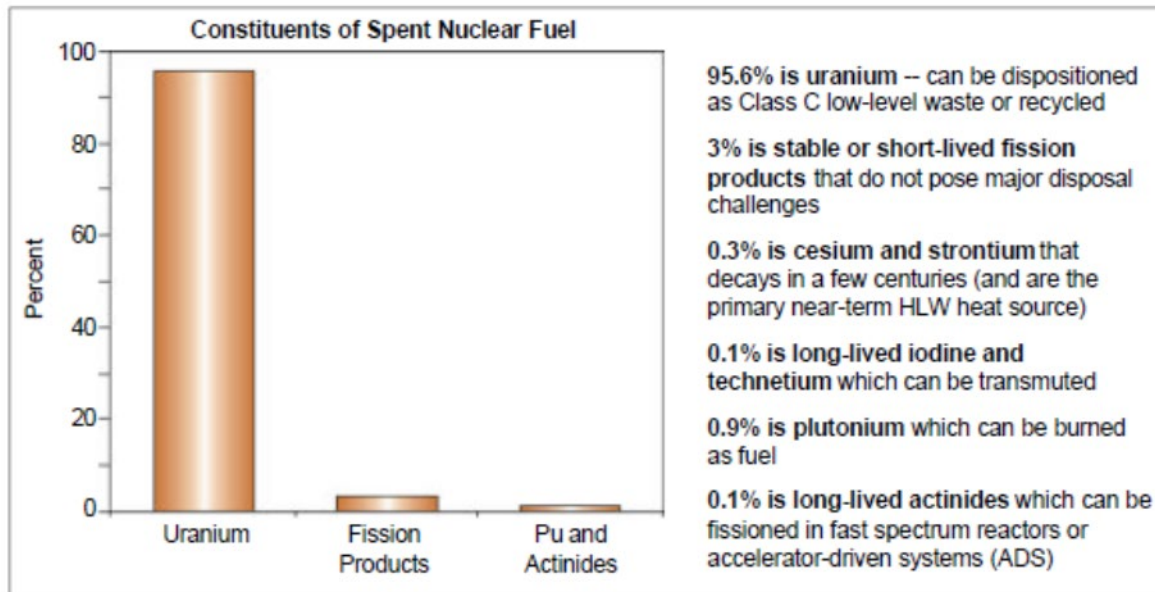 Constituents of Spent Nuclear Fuel
100
80
60
40
20
0
Percent
Uranium
Fission
Products
Pu and
Actinides
95.6% is uranium -- can be dispositioned
as Class C low-level waste or recycled
3% is stable or short-lived fission
products that do not pose major disposal
challenges
0.3% is cesium and strontium that
decays in a few centuries (and are the
primary near-term HLW heat source)
0.1% is long-lived iodine and
technetium which can be transmuted
0.9% is plutonium which can be burned
as fuel
0.1% is long-lived actinides which can be
fissioned in fast spectrum reactors or
accelerator-driven systems (ADS)